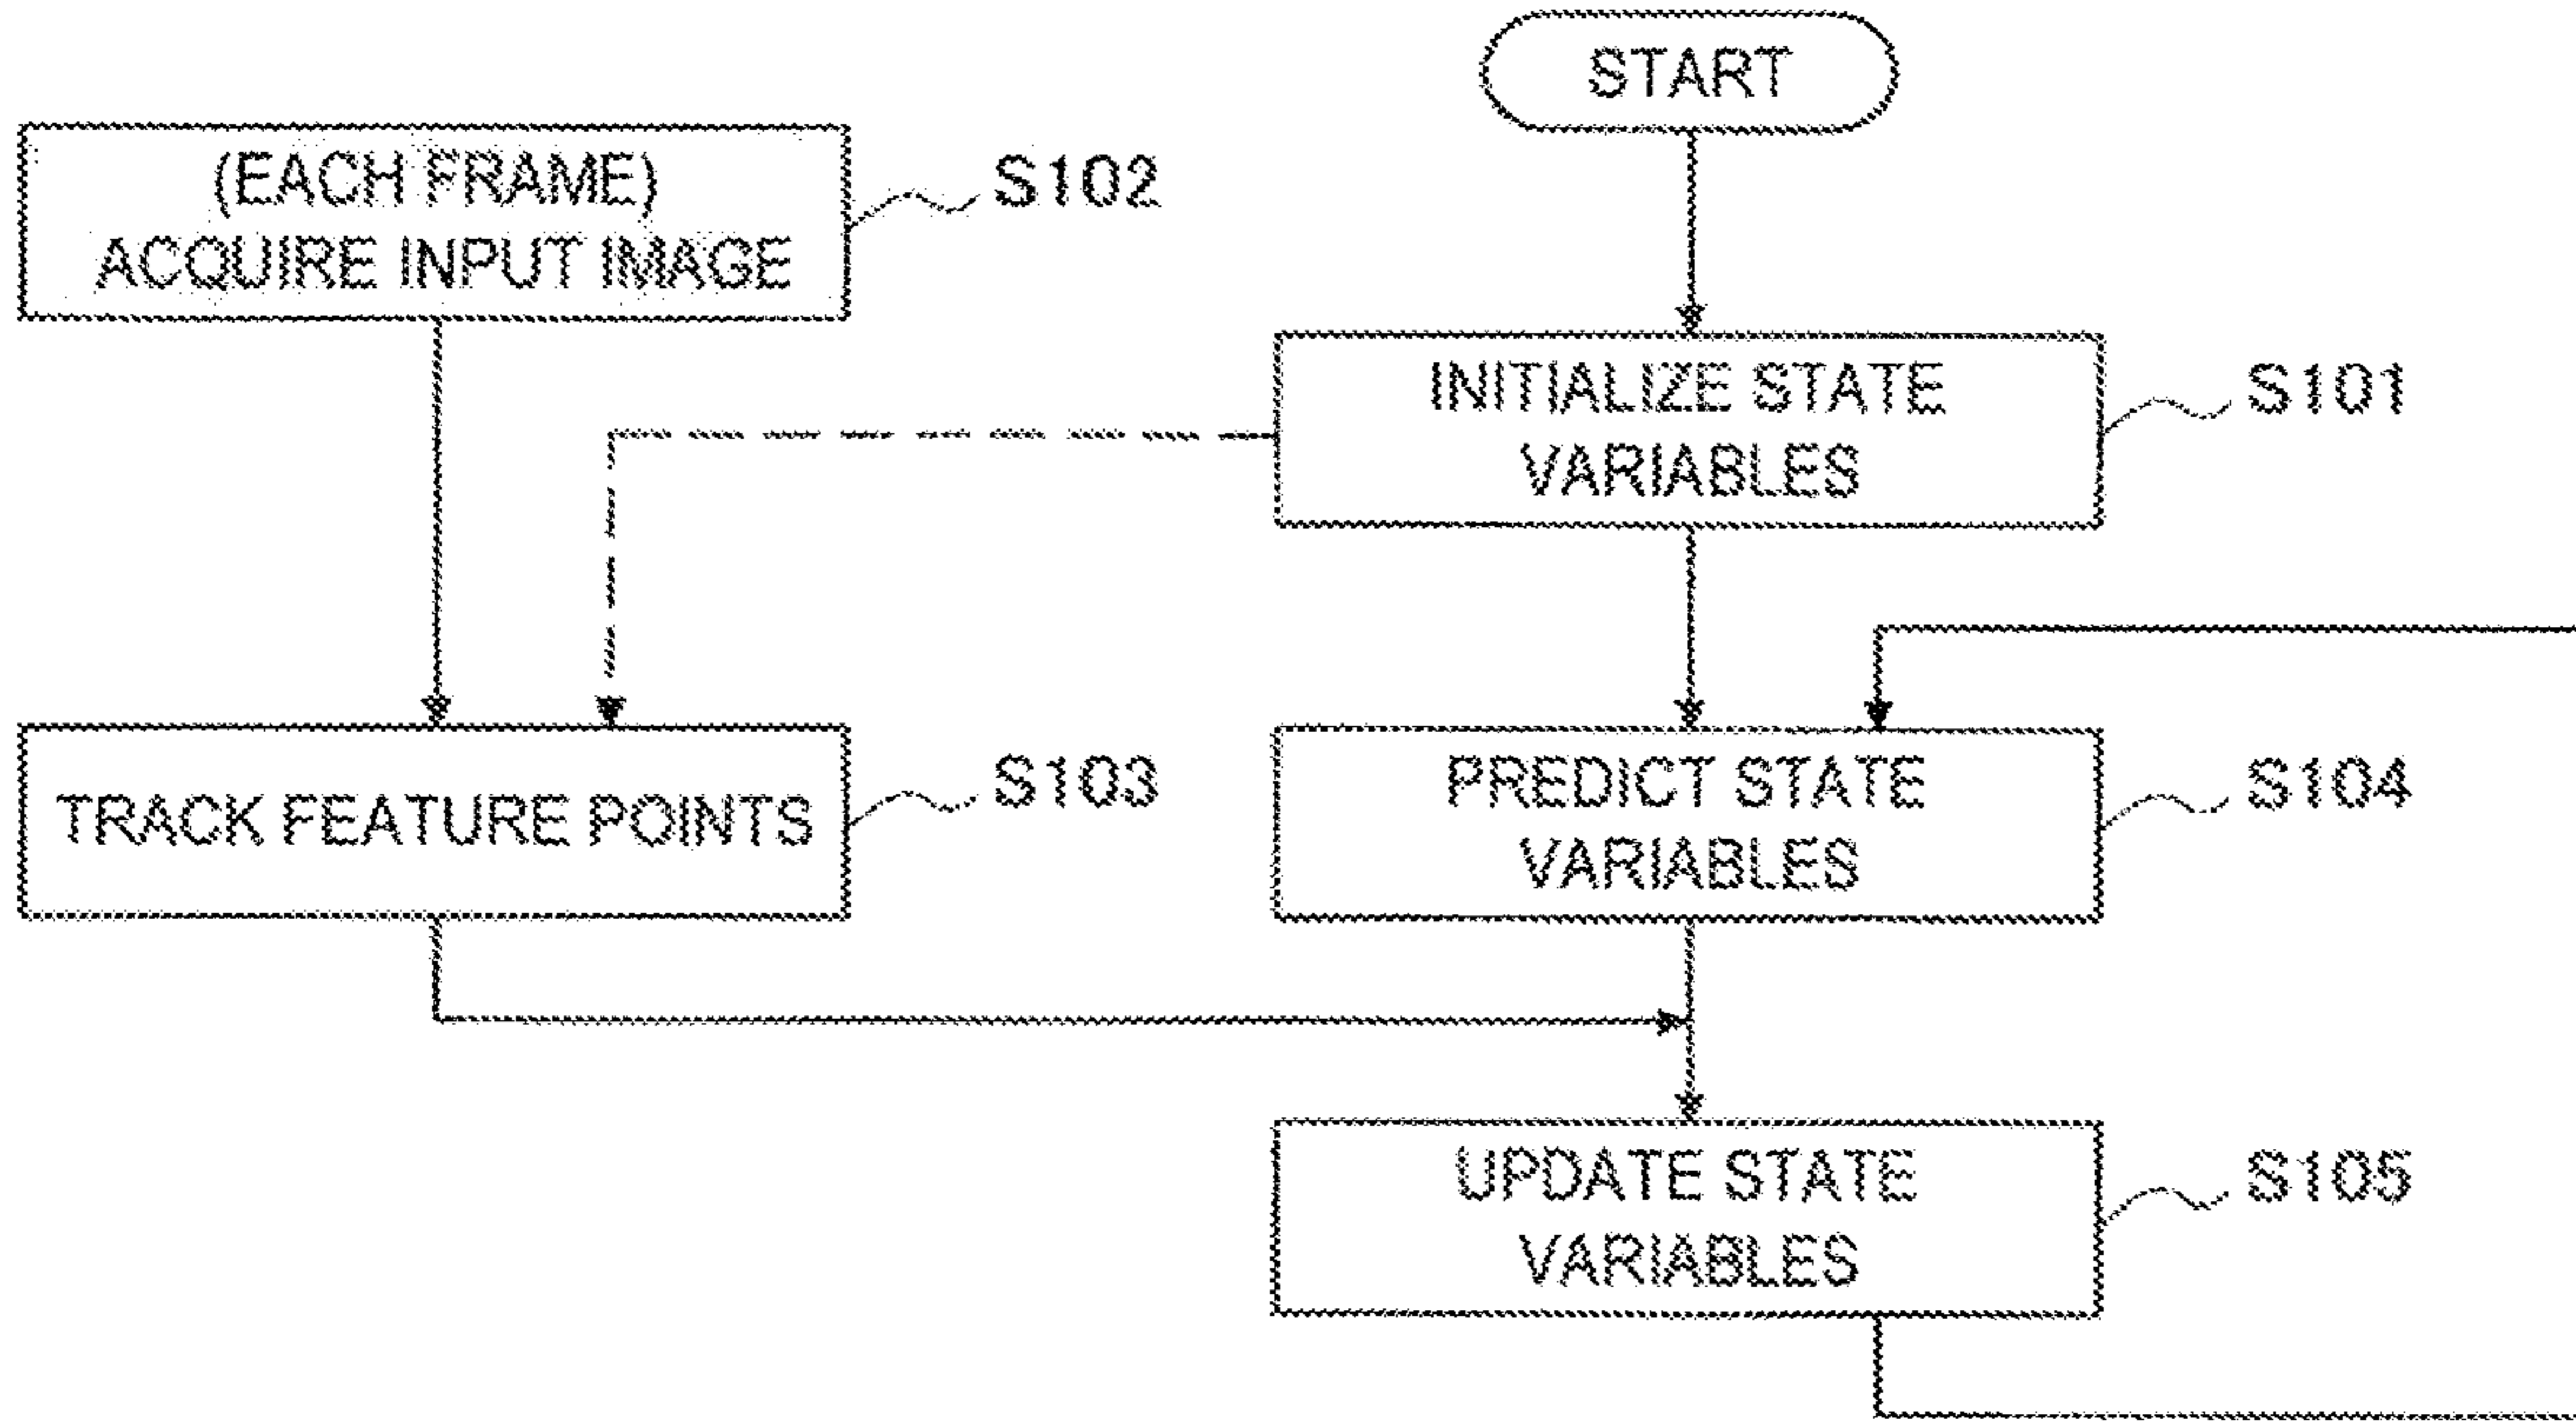 START
(EACH FRAME)
ACQUIRE INPUT IMAGE
S102
INITIALIZE STATE
VARIABLES
S101
TRACK FEATURE POINTS
S103
PREDICT STATE
VARIABLES
S104
UPDATE STATE
VARIABLES
S105